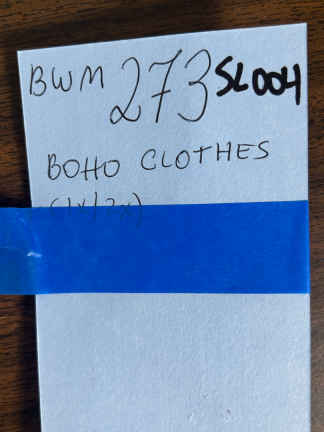 BWM 273 SL004
BOHO CLOTHES